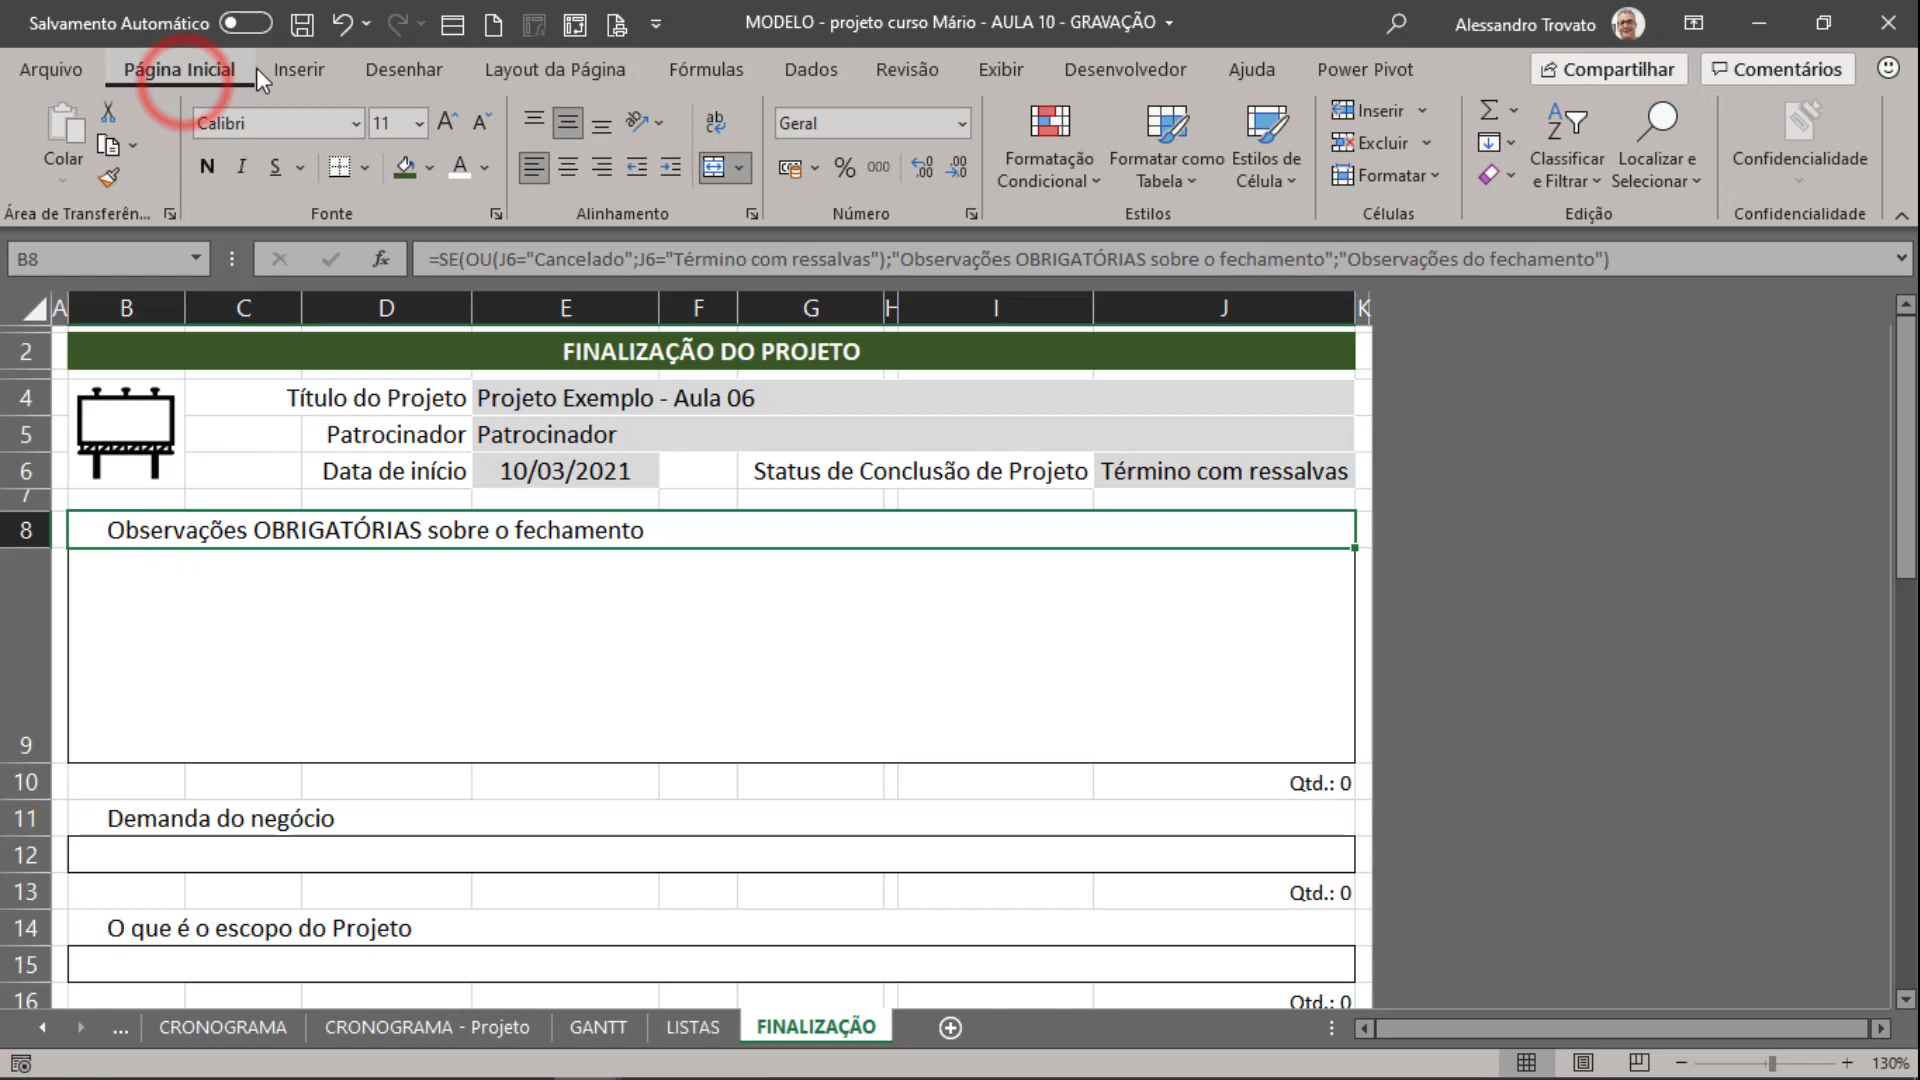 Salvamento Automático
MODELO - projeto curso Mário - AULA 10 - GRAVAÇÃO
Alessandro Trovato
Arquivo
Página Inicial
Inserir
Desenhar
Layout da Página
Fórmulas
Dados
Revisão
Exibir
Desenvolvedor
Ajuda
Power Pivot
Compartilhar
Comentários
Colar
Área de Transferên...
Calibri
11
N I S
Fonte
ab
Alinhamento
Geral
% 000
Número
Formatação Condicional
Formatar como Tabela
Estilos de Célula
Estilos
Inserir
Excluir
Formatar
Células
Classificar e Filtrar
Localizar e Selecionar
Edição
Confidencialidade
Confidencialidade
B8
fx
=SE(OU(J6="Cancelado";J6="Término com ressalvas");"Observações OBRIGATÓRIAS sobre o fechamento";"Observações do fechamento")
A B C D E F G H I J K
2 FINALIZAÇÃO DO PROJETO
4 Título do Projeto Projeto Exemplo - Aula 06
5 Patrocinador Patrocinador
6 Data de início 10/03/2021 Status de Conclusão de Projeto Término com ressalvas
7
8 Observações OBRIGATÓRIAS sobre o fechamento
9
10 Qtd.: 0
11 Demanda do negócio
12
13 Qtd.: 0
14 O que é o escopo do Projeto
15
16 Qtd.: 0
... CRONOGRAMA CRONOGRAMA - Projeto GANTT LISTAS FINALIZAÇÃO
130%